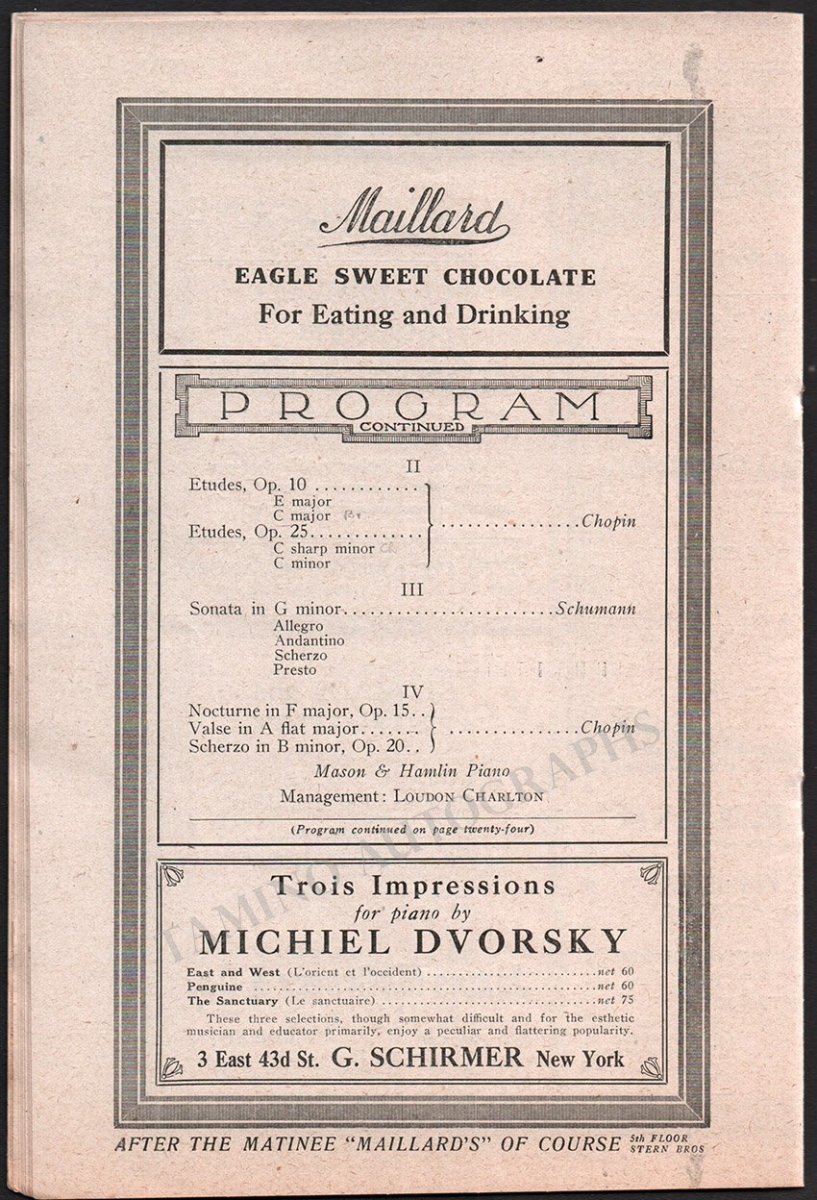 Maillard
EAGLE SWEET CHOCOLATE
For Eating and Drinking
PROGRAM
CONTINUED
II
Etudes, Op. 10 ............
E major
C major
Etudes, Op. 25.............
C sharp minor
C minor
................Chopin
III
Sonata in G minor........................Schumann
Allegro
Andantino
Scherzo
Presto
IV
Nocturne in F major, Op. 15..
Valse in A flat major.......
Scherzo in B minor, Op. 20..
...............Chopin
Mason & Hamlin Piano
Management: LOUDON CHARLTON
(Program continued on page twenty-four)
TAMINO AUTOGRAPHS
Trois Impressions
for piano by
MICHIEL DVORSKY
East and West (L'orient et l'occident) ............................net 60
Penguine ............................net 60
The Sanctuary (Le sanctuaire) ............................net 75
These three selections, though somewhat difficult and for the esthetic
musician and educator primarily, enjoy a peculiar and flattering popularity.
3 East 43d St. G. SCHIRMER New York
AFTER THE MATINEE "MAILLARD'S" OF COURSE 5th FLOOR
STERN BROS